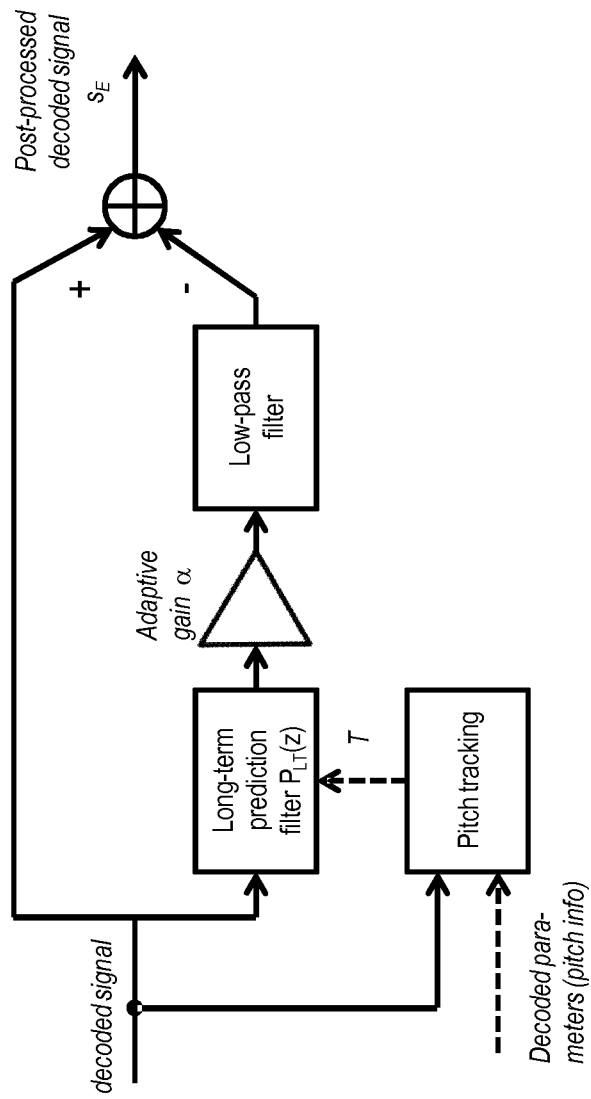 decoded signal
Long-term
prediction
filter P_LT(z)
Adaptive
gain α
Low-pass
filter
+
-
Post-processed
decoded signal
s_E
T
Pitch tracking
Decoded para-
meters (pitch info)